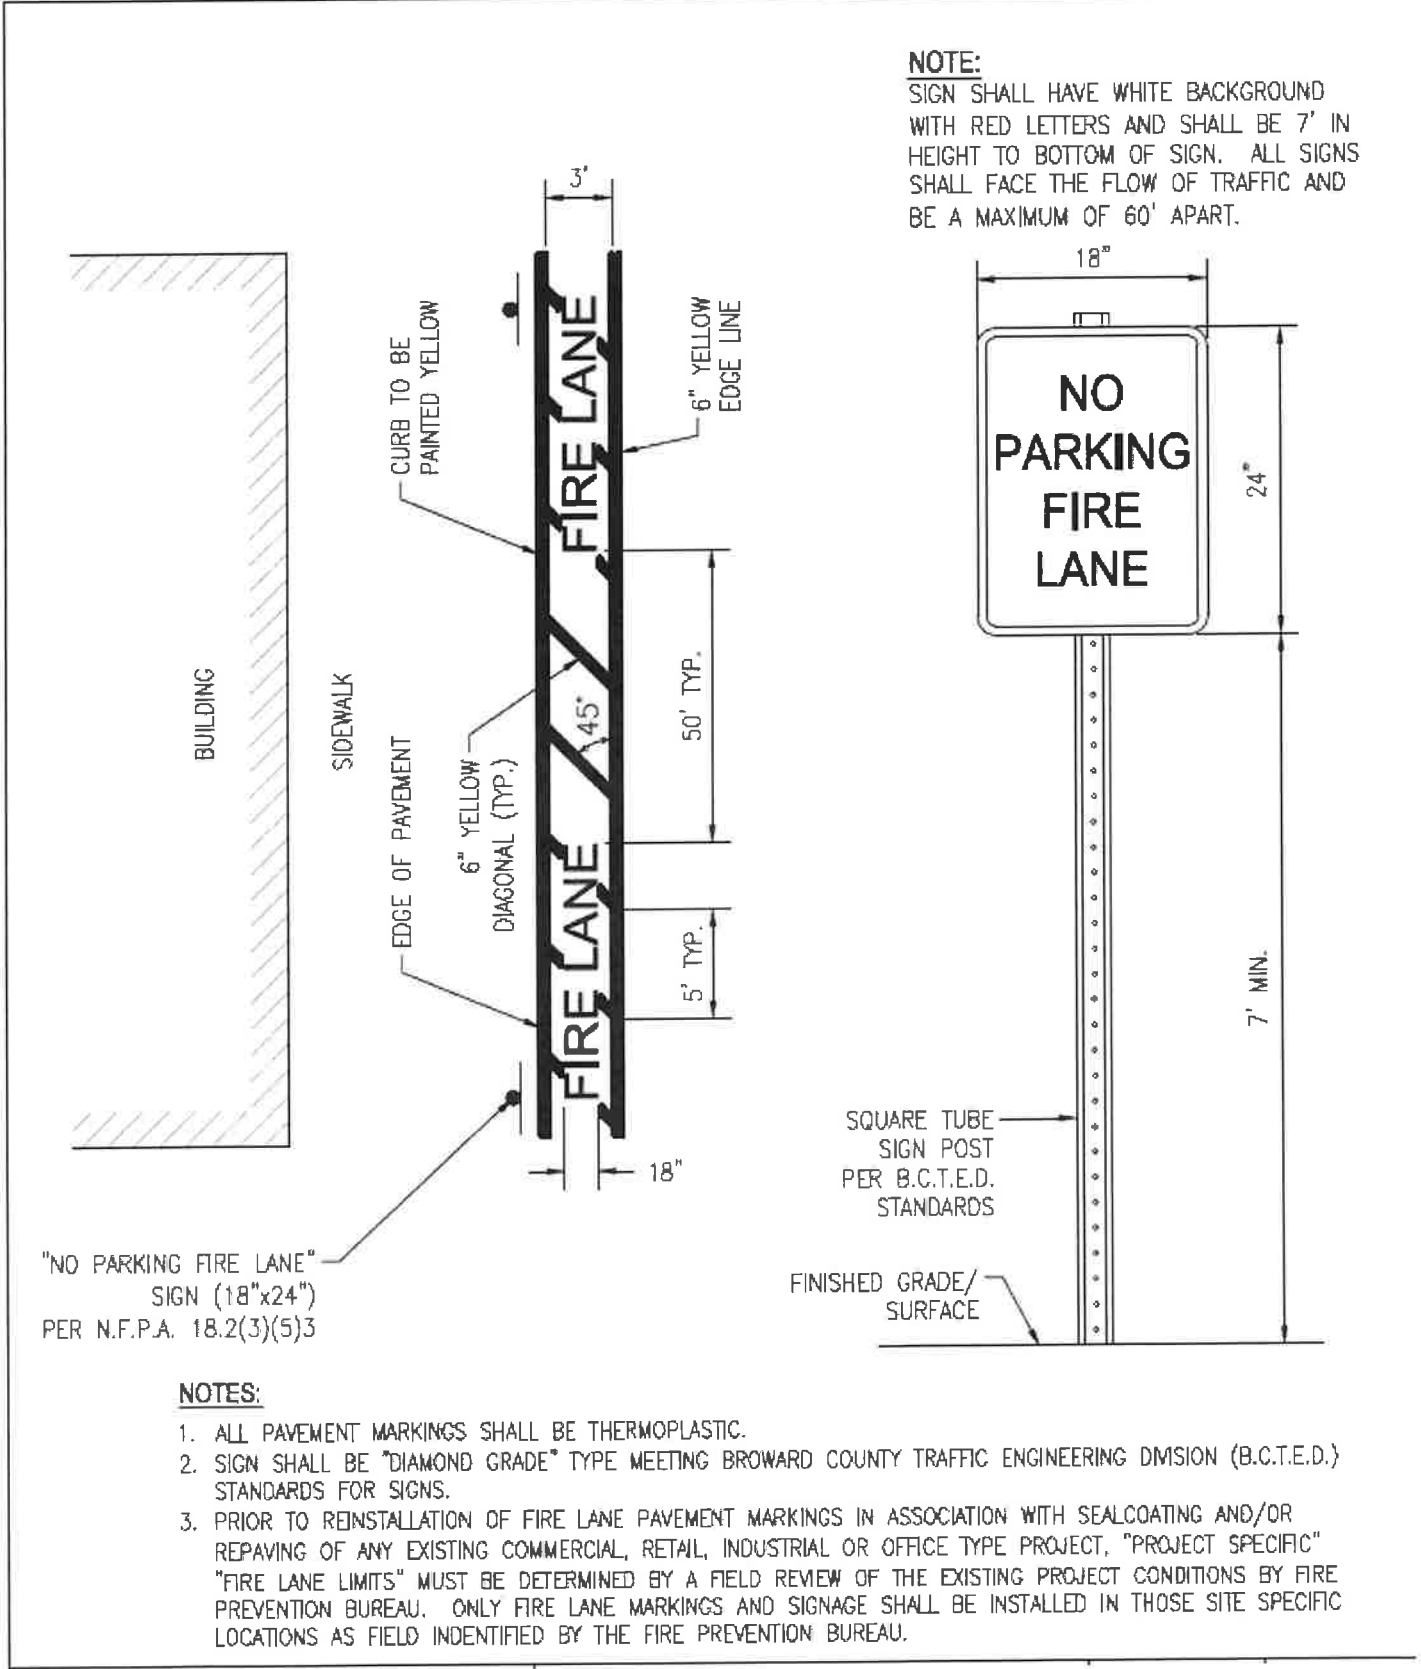 NOTE:
SIGN SHALL HAVE WHITE BACKGROUND
WITH RED LETTERS AND SHALL BE 7' IN
HEIGHT TO BOTTOM OF SIGN. ALL SIGNS
SHALL FACE THE FLOW OF TRAFFIC AND
BE A MAXIMUM OF 60' APART.
3'
18"
CURB TO BE
PAINTED YELLOW
FIRE LANE
6" YELLOW
EDGE LINE
NO
PARKING
FIRE
LANE
24"
BUILDING
SIDEWALK
EDGE OF PAVEMENT
6" YELLOW
DIAGONAL (TYP.)
45°
50' TYP.
FIRE LANE
5' TYP.
7' MIN.
18"
SQUARE TUBE
SIGN POST
PER B.C.T.E.D.
STANDARDS
"NO PARKING FIRE LANE"
SIGN (18"x24")
PER N.F.P.A. 18.2(3)(5)3
FINISHED GRADE/
SURFACE
NOTES:
1. ALL PAVEMENT MARKINGS SHALL BE THERMOPLASTIC.
2. SIGN SHALL BE "DIAMOND GRADE" TYPE MEETING BROWARD COUNTY TRAFFIC ENGINEERING DIVISION (B.C.T.E.D.)
STANDARDS FOR SIGNS.
3. PRIOR TO REINSTALLATION OF FIRE LANE PAVEMENT MARKINGS IN ASSOCIATION WITH SEALCOATING AND/OR
REPAVING OF ANY EXISTING COMMERCIAL, RETAIL, INDUSTRIAL OR OFFICE TYPE PROJECT, "PROJECT SPECIFIC"
"FIRE LANE LIMITS" MUST BE DETERMINED BY A FIELD REVIEW OF THE EXISTING PROJECT CONDITIONS BY FIRE
PREVENTION BUREAU. ONLY FIRE LANE MARKINGS AND SIGNAGE SHALL BE INSTALLED IN THOSE SITE SPECIFIC
LOCATIONS AS FIELD INDENTIFIED BY THE FIRE PREVENTION BUREAU.